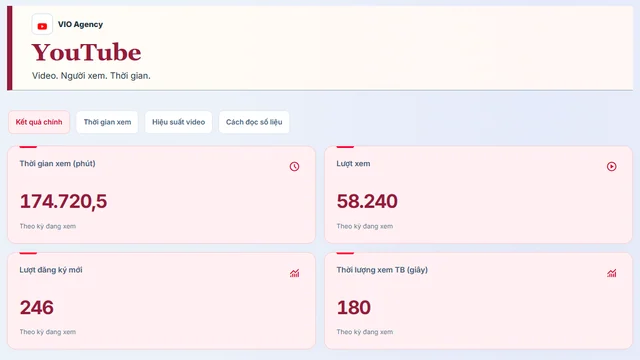 VIO Agency
YouTube
Video. Người xem. Thời gian.
Kết quả chính
Thời gian xem
Hiệu suất video
Cách đọc số liệu
Thời gian xem (phút)
174.720,5
Theo kỳ đang xem
Lượt xem
58.240
Theo kỳ đang xem
Lượt đăng ký mới
246
Theo kỳ đang xem
Thời lượng xem TB (giây)
180
Theo kỳ đang xem